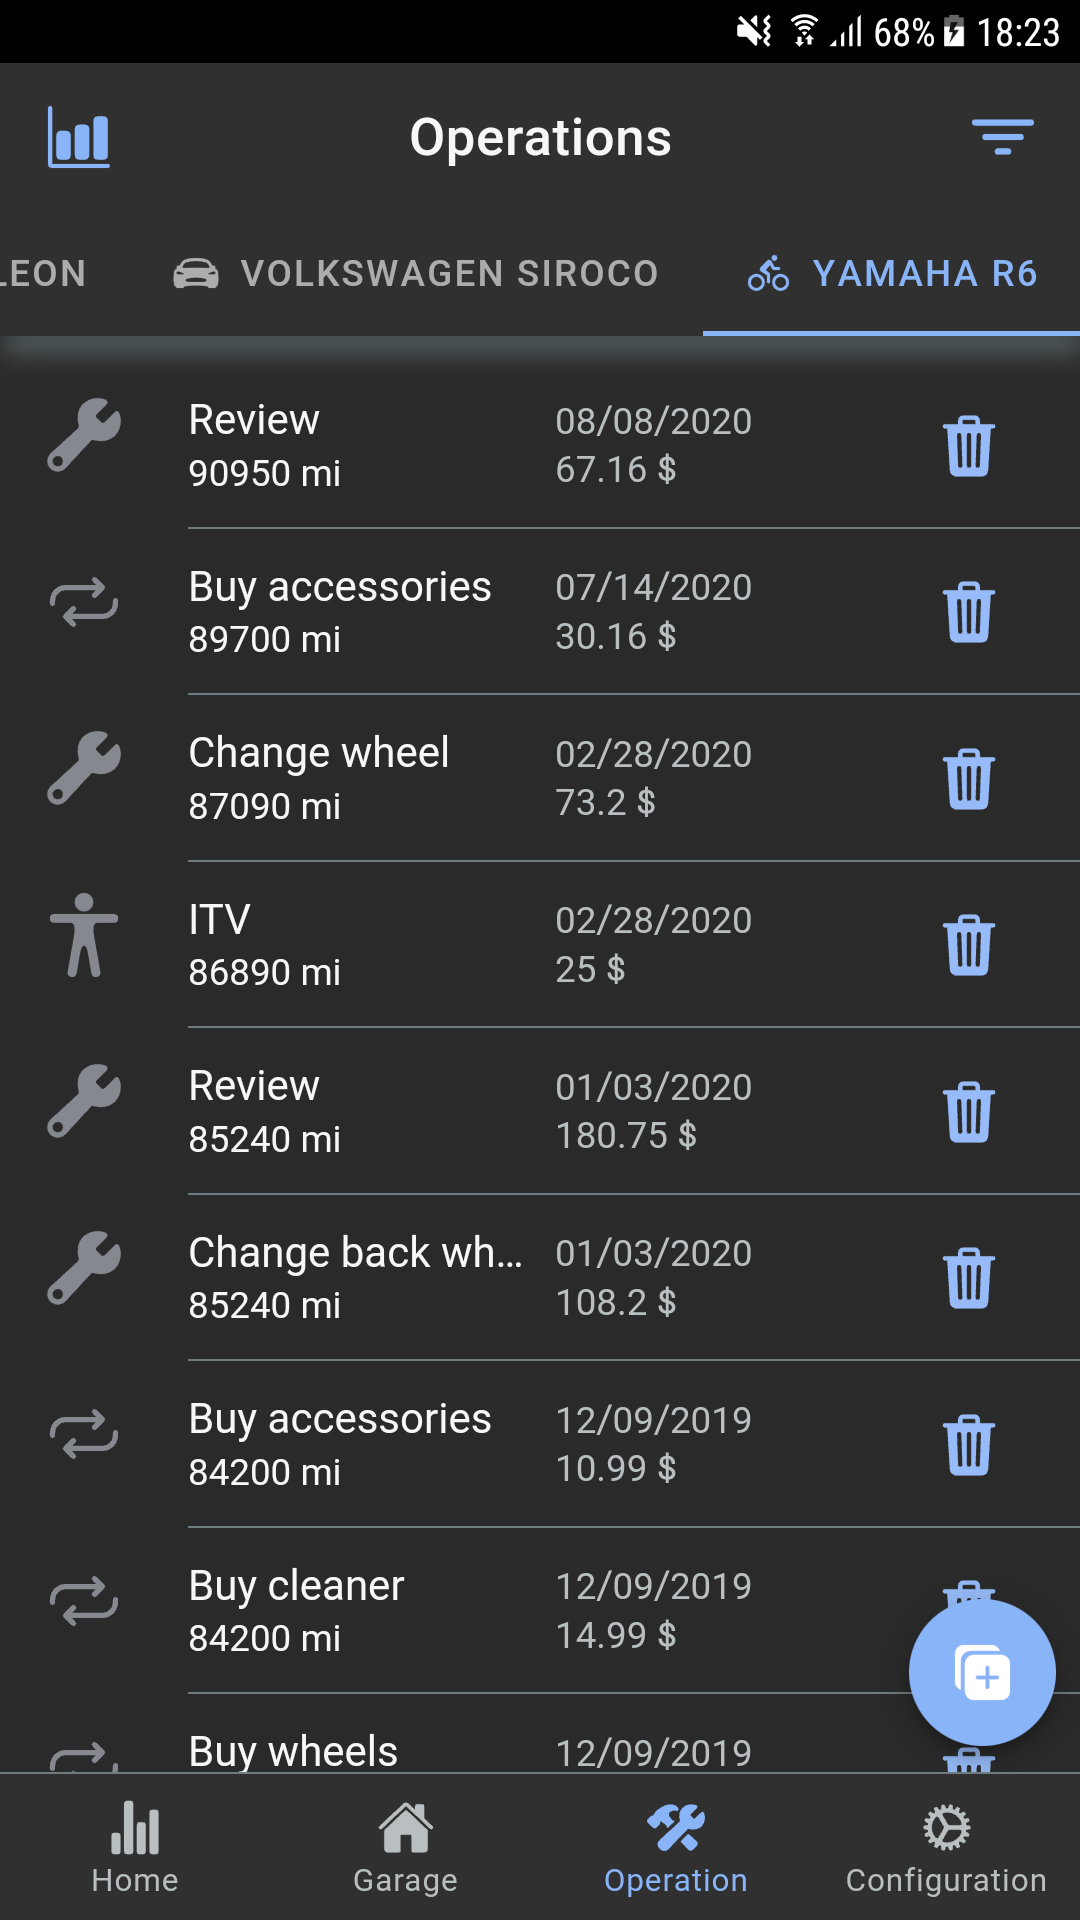 68% 18:23
Operations
LEON VOLKSWAGEN SIROCO YAMAHA R6
Review 08/08/2020
90950 mi 67.16 $
Buy accessories 07/14/2020
89700 mi 30.16 $
Change wheel 02/28/2020
87090 mi 73.2 $
ITV 02/28/2020
86890 mi 25 $
Review 01/03/2020
85240 mi 180.75 $
Change back wh... 01/03/2020
85240 mi 108.2 $
Buy accessories 12/09/2019
84200 mi 10.99 $
Buy cleaner 12/09/2019
84200 mi 14.99 $
Buy wheels 12/09/2019
Home Garage Operation Configuration